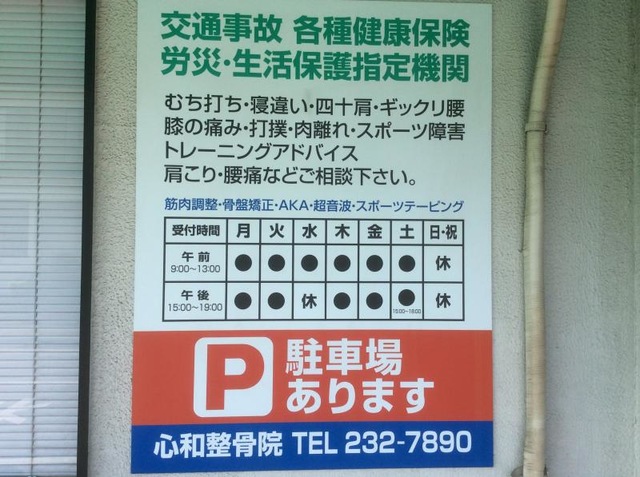 交通事故 各種健康保険
労災・生活保護指定機関
むち打ち・寝違い・四十肩・ギックリ腰
膝の痛み・打撲・肉離れ・スポーツ障害
トレーニングアドバイス
肩こり・腰痛などご相談下さい。
筋肉調整・骨盤矯正・AKA・超音波・スポーツテーピング
受付時間 月 火 水 木 金 土 日・祝
午前 ● ● ● ● ● ● 休
9:00〜13:00
午後 ● ● 休 ● ● ● 休
15:00〜19:00
P 駐車場
あります
心和整骨院 TEL 232-7890